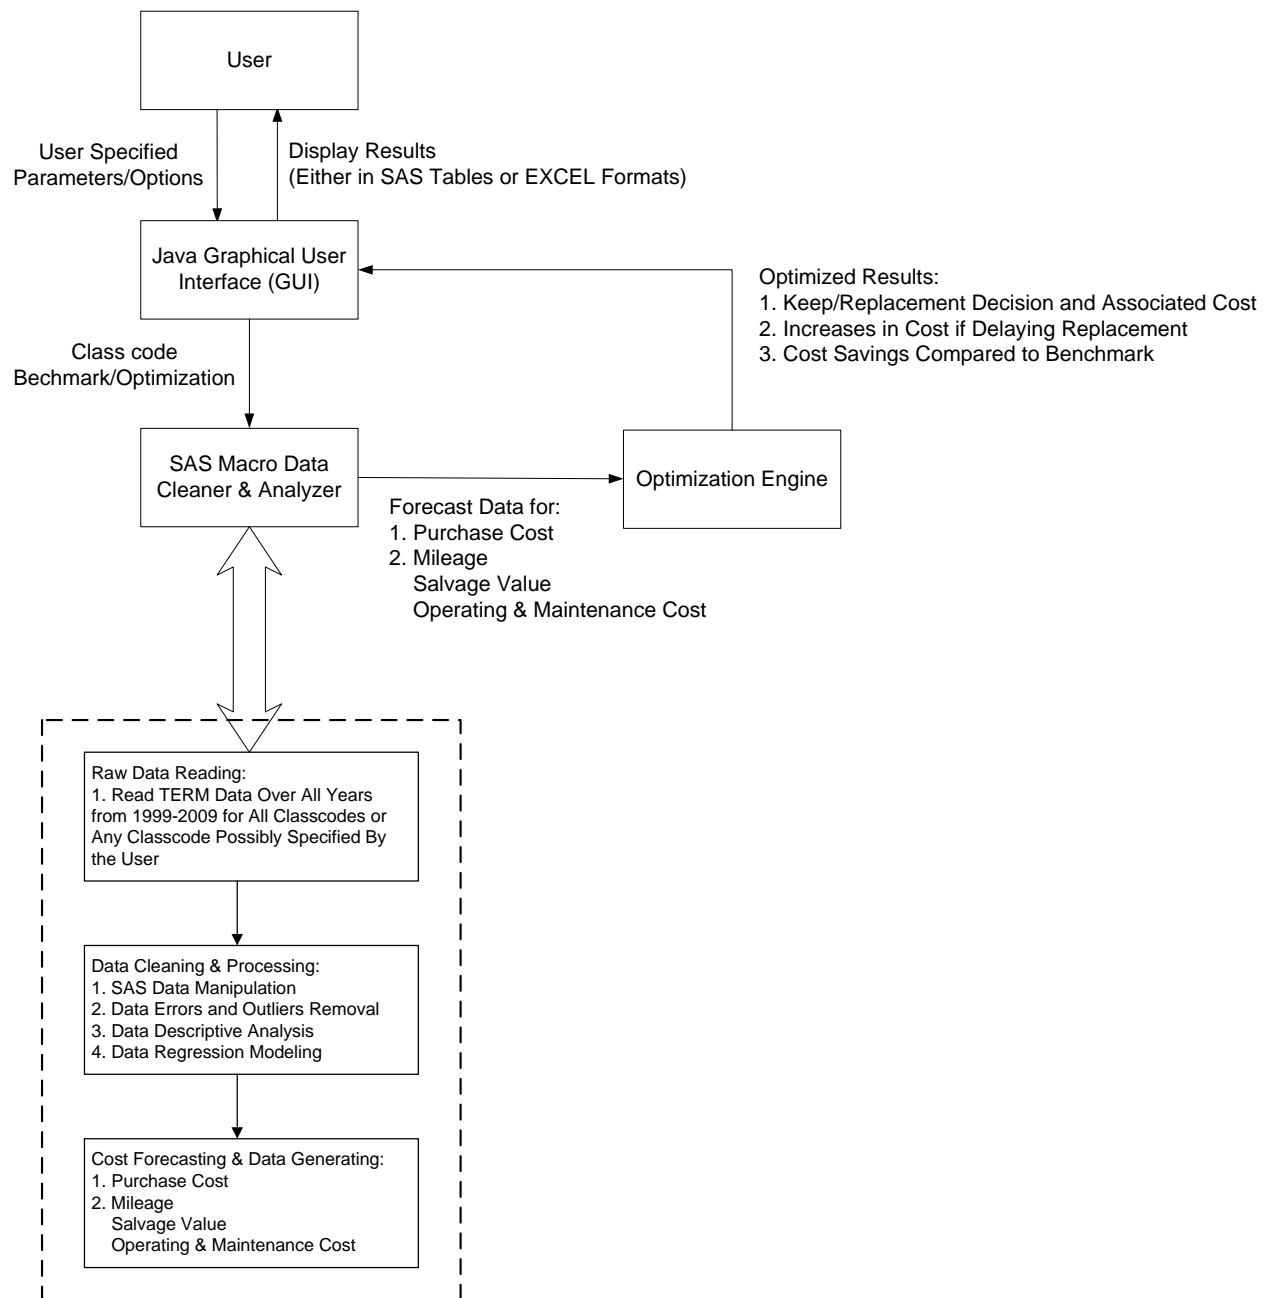 User
User Specified
Parameters/Options
Display Results
(Either in SAS Tables or EXCEL Formats)
Java Graphical User
Interface (GUI)
Optimized Results:
1. Keep/Replacement Decision and Associated Cost
2. Increases in Cost if Delaying Replacement
3. Cost Savings Compared to Benchmark
Class code
Bechmark/Optimization
SAS Macro Data
Cleaner & Analyzer
Optimization Engine
Forecast Data for:
1. Purchase Cost
2. Mileage
Salvage Value
Operating & Maintenance Cost
Raw Data Reading:
1. Read TERM Data Over All Years
from 1999-2009 for All Classcodes or
Any Classcode Possibly Specified By
the User
Data Cleaning & Processing:
1. SAS Data Manipulation
2. Data Errors and Outliers Removal
3. Data Descriptive Analysis
4. Data Regression Modeling
Cost Forecasting & Data Generating:
1. Purchase Cost
2. Mileage
Salvage Value
Operating & Maintenance Cost